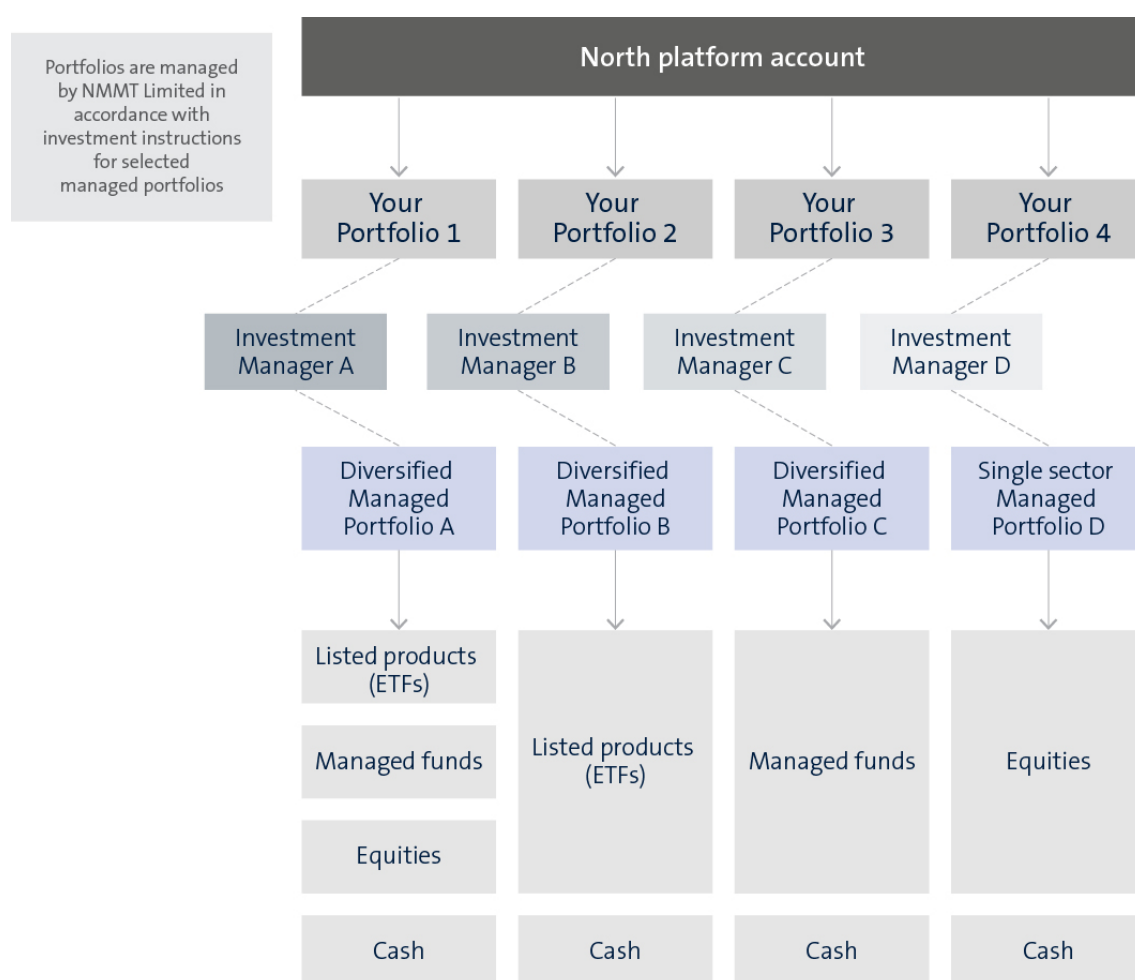 North platform account
Portfolios are managed
by NMMT Limited in
accordance with
investment instructions
for selected
managed portfolios
Your
Portfolio 1
Your
Portfolio 2
Your
Portfolio 3
Your
Portfolio 4
Investment
Manager A
Investment
Manager B
Investment
Manager C
Investment
Manager D
Diversified
Managed
Portfolio A
Diversified
Managed
Portfolio B
Diversified
Managed
Portfolio C
Single sector
Managed
Portfolio D
Listed products
(ETFs)
Managed funds
Equities
Listed products
(ETFs)
Managed funds
Equities
Cash
Cash
Cash
Cash